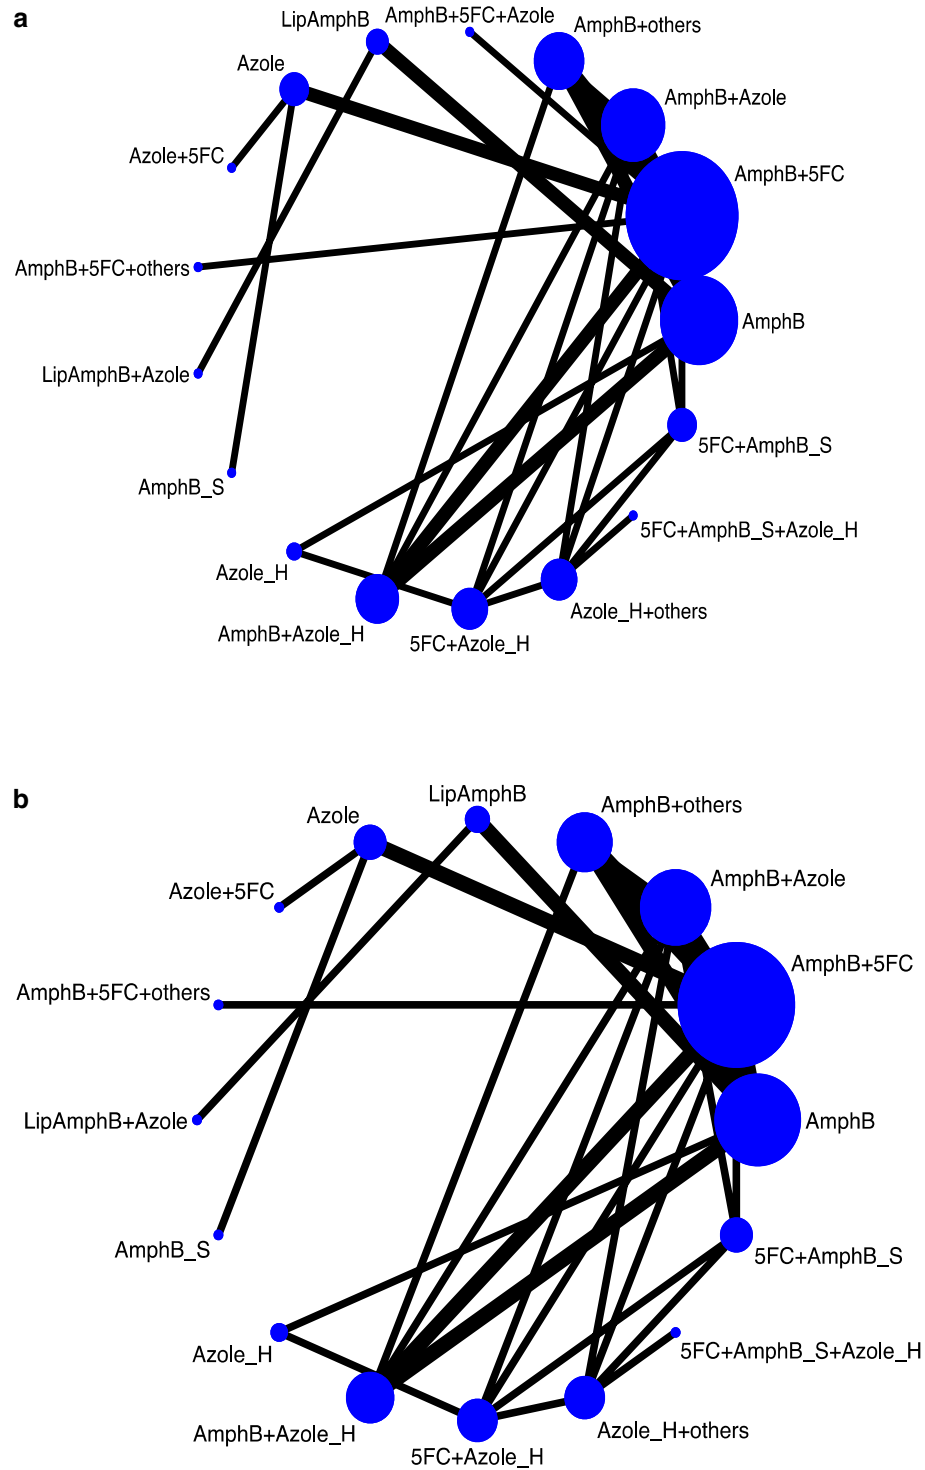 a
LipAmphB
AmphB+5FC+Azole
AmphB+others
Azole
AmphB+Azole
Azole+5FC
AmphB+5FC
AmphB+5FC+others
AmphB
LipAmphB+Azole
5FC+AmphB_S
AmphB_S
5FC+AmphB_S+Azole_H
Azole_H
Azole_H+others
AmphB+Azole_H
5FC+Azole_H
b
LipAmphB
AmphB+others
Azole
AmphB+Azole
Azole+5FC
AmphB+5FC
AmphB+5FC+others
AmphB
LipAmphB+Azole
AmphB_S
5FC+AmphB_S
Azole_H
5FC+AmphB_S+Azole_H
AmphB+Azole_H
Azole_H+others
5FC+Azole_H